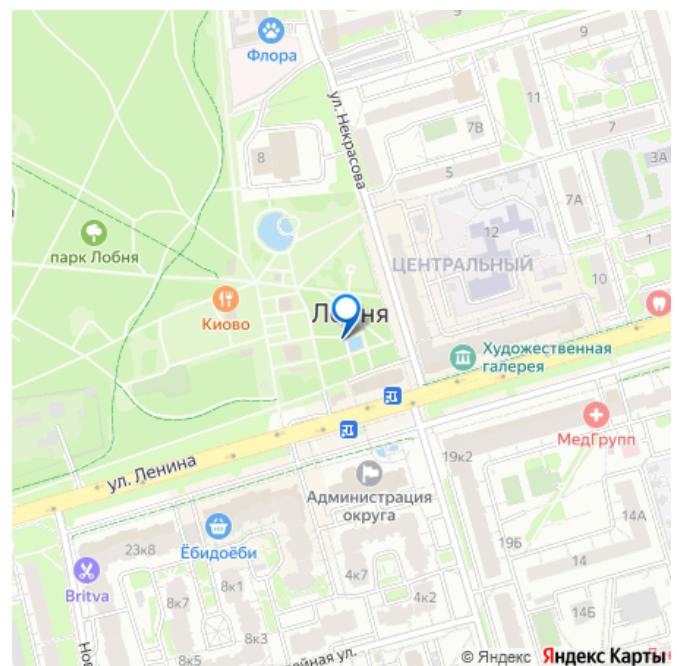 Флора
9
9
11
ул. Некрасова
7В
7
3А
8
5
7А
12
парк Лобня
ЦЕНТРАЛЬНЫЙ
1
10
Киово
Художественная
галерея
МедГрупп
19к2
ул. Ленина
Администрация
округа
14А
23к8
Ёбидоёби
19Б
Britva
8к1
4к7
14
8к7
4к2
14Б
8к3
© Яндекс Яндекс Карты